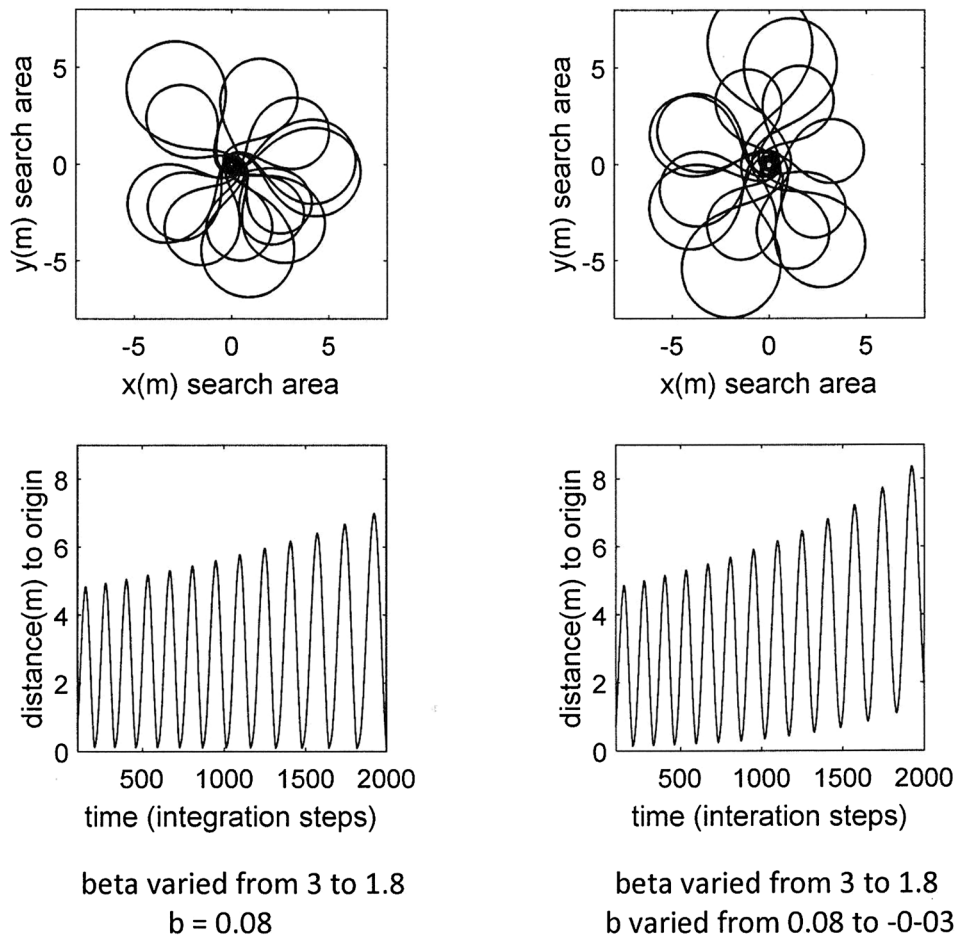 5
0
-5
y(m) search area
-5
0
5
x(m) search area
5
0
-5
y(m) search area
-5
0
5
x(m) search area
8
6
4
2
0
distance(m) to origin
500
1000
1500
2000
time (integration steps)
8
6
4
2
0
distance(m) to origin
500
1000
1500
2000
time (interation steps)
beta varied from 3 to 1.8
b = 0.08
beta varied from 3 to 1.8
b varied from 0.08 to -0-03